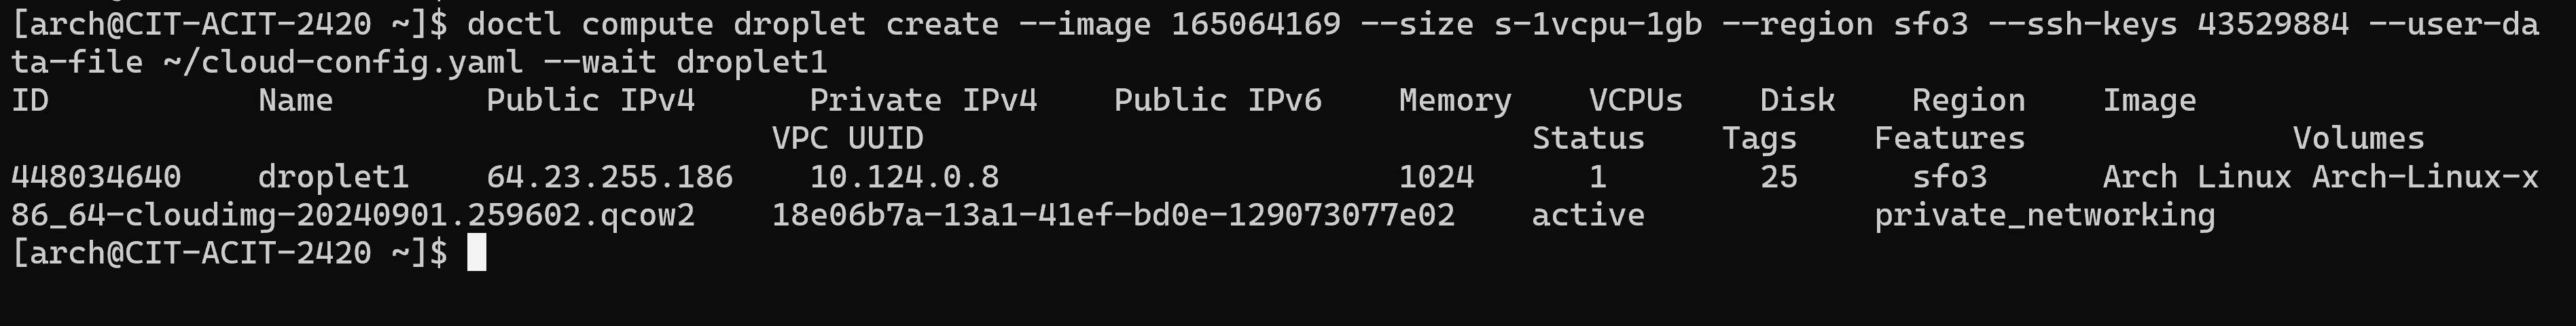 [arch@CIT-ACIT-2420 ~]$ doctl compute droplet create --image 165064169 --size s-1vcpu-1gb --region sfo3 --ssh-keys 43529884 --user-da
ta-file ~/cloud-config.yaml --wait droplet1
ID Name Public IPv4 Private IPv4 Public IPv6 Memory VCPUs Disk Region Image
VPC UUID Status Tags Features Volumes
448034640 droplet1 64.23.255.186 10.124.0.8 1024 1 25 sfo3 Arch Linux Arch-Linux-x
86_64-cloudimg-20240901.259602.qcow2 18e06b7a-13a1-41ef-bd0e-129073077e02 active private_networking
[arch@CIT-ACIT-2420 ~]$